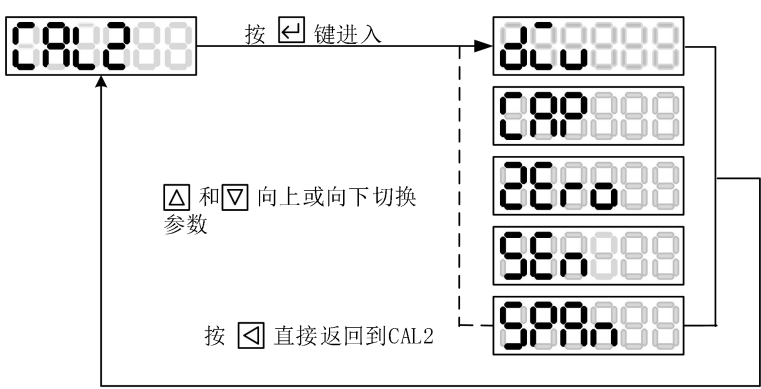 CAL2
按 ↵ 键进入
div
CAP
ZEro
△ 和▽ 向上或向下切换
参数
SEn
SPAn
按 ◁ 直接返回到CAL2